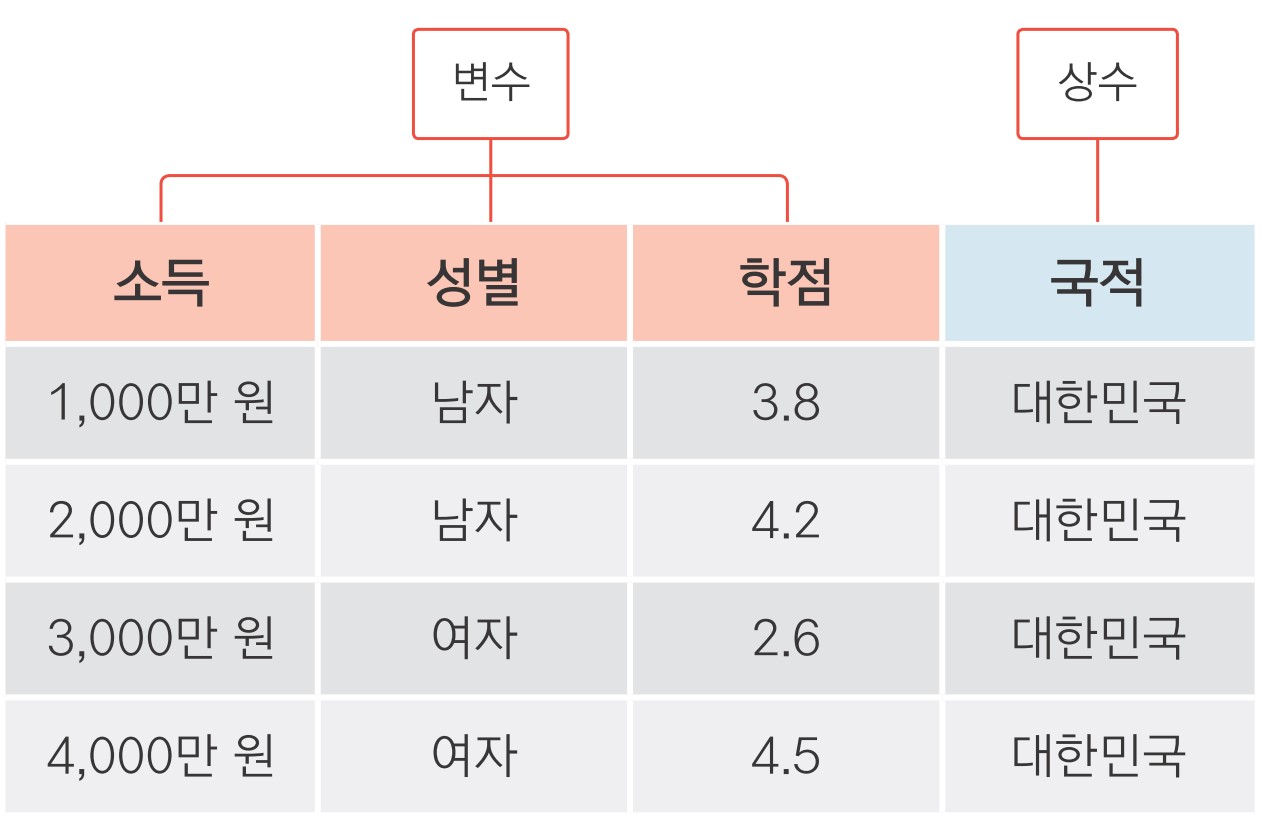 변수 상수
소득 성별 학점 국적
1,000만 원 남자 3.8 대한민국
2,000만 원 남자 4.2 대한민국
3,000만 원 여자 2.6 대한민국
4,000만 원 여자 4.5 대한민국